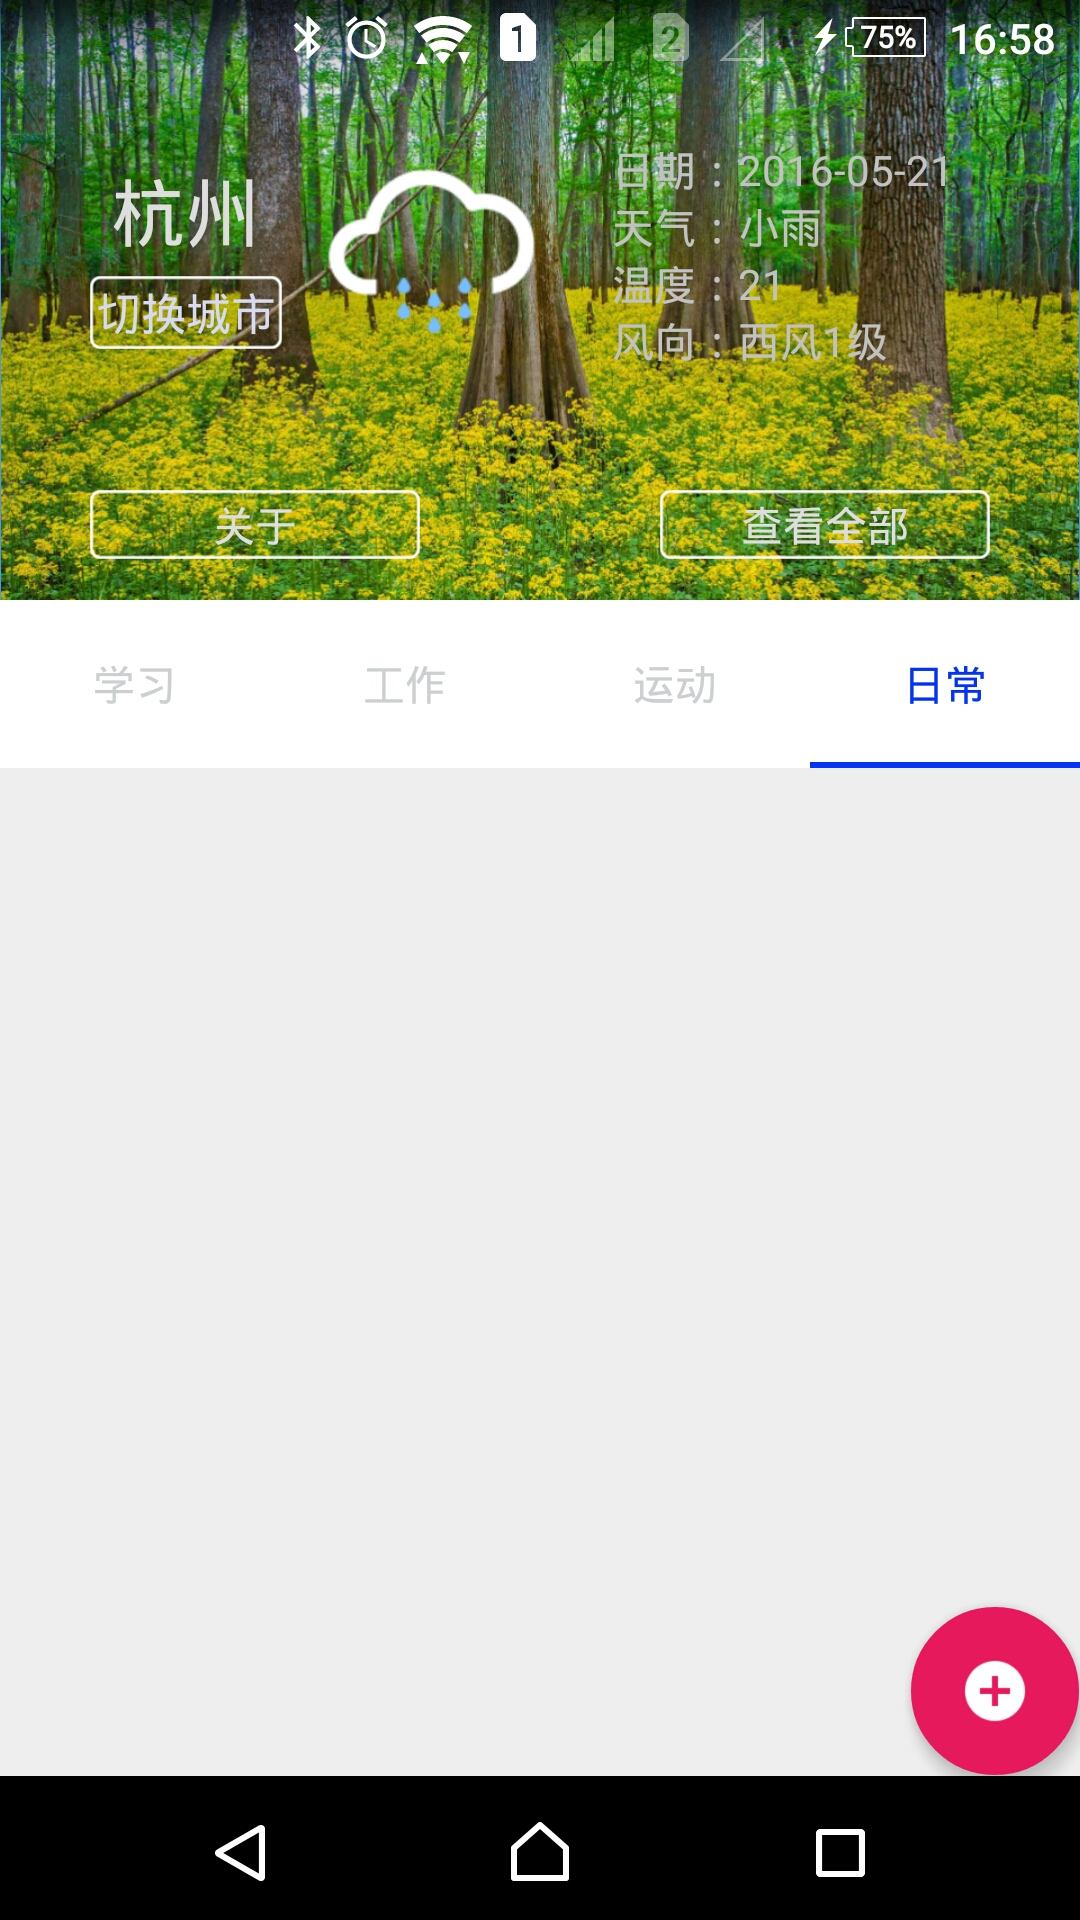 1 2 75% 16:58
杭州
切换城市
日期：2016-05-21
天气：小雨
温度：21
风向：西风1级
关于
查看全部
学习 工作 运动 日常